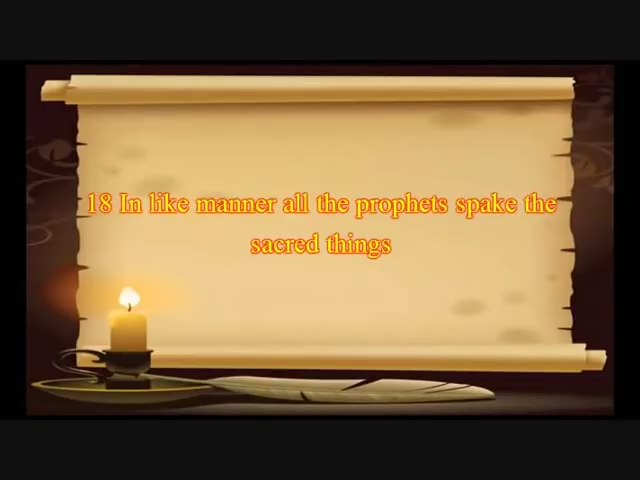 18 In like manner all the prophets spake the
sacred things